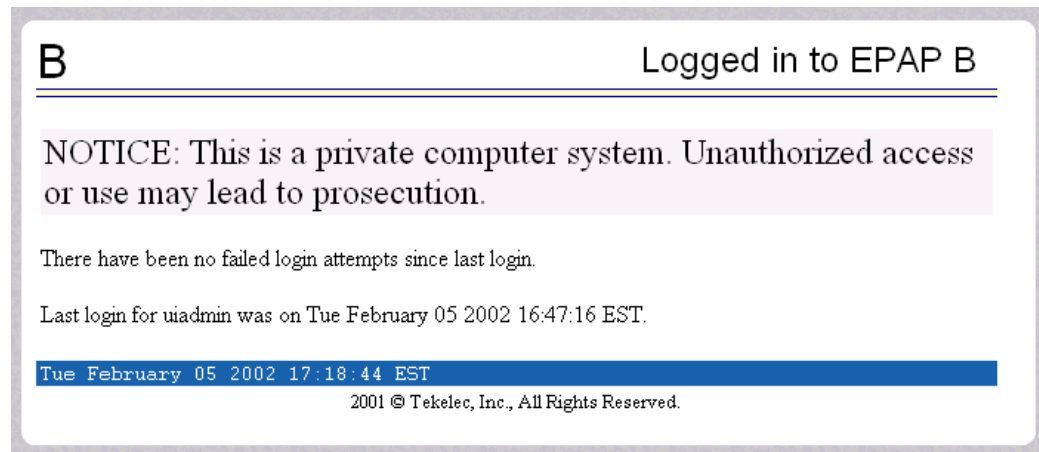 B
Logged in to EPAP B
NOTICE: This is a private computer system. Unauthorized access
or use may lead to prosecution.
There have been no failed login attempts since last login.
Last login for uiadmin was on Tue February 05 2002 16:47:16 EST.
Tue February 05 2002 17:18:44 EST
2001 © Tekelec, Inc., All Rights Reserved.